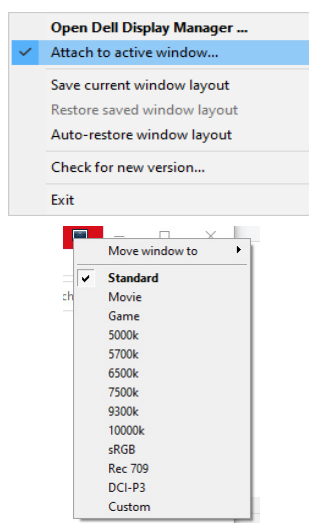 Open Dell Display Manager ...
Attach to active window...
Save current window layout
Restore saved window layout
Auto-restore window layout
Check for new version...
Exit
Move window to
Standard
ch
Movie
Game
5000k
5700k
6500k
7500k
9300k
10000k
sRGB
Rec 709
DCI-P3
Custom